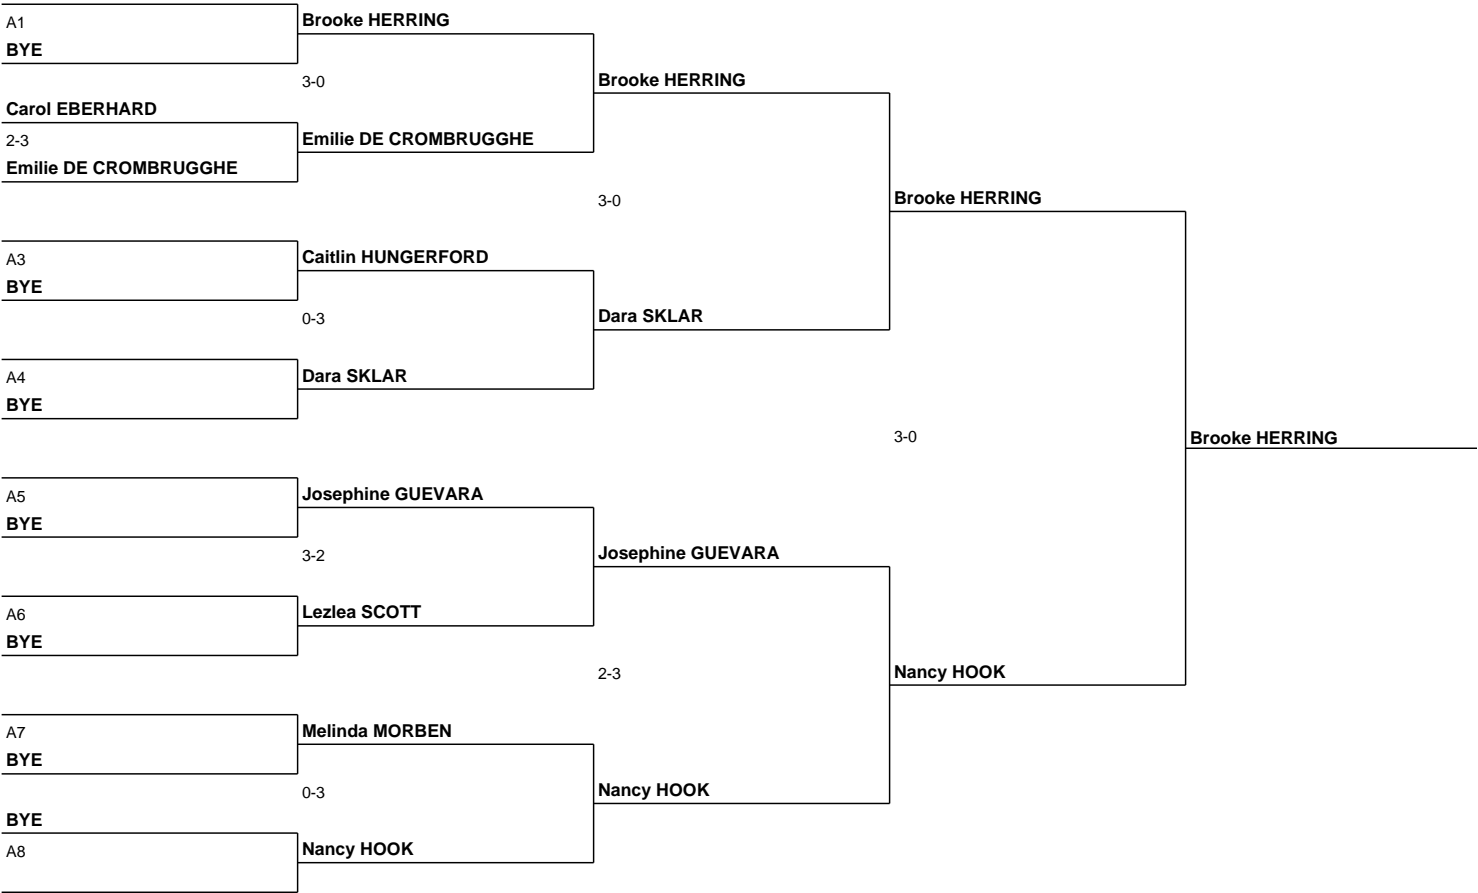 A1
BYE
Carol EBERHARD
2-3
Emilie DE CROMBRUGGHE
A3
BYE
A4
BYE
A5
BYE
A6
BYE
A7
BYE
BYE
A8
Brooke HERRING
3-0
Emilie DE CROMBRUGGHE
Caitlin HUNGERFORD
0-3
Dara SKLAR
Josephine GUEVARA
3-2
Lezlea SCOTT
Melinda MORBEN
0-3
Nancy HOOK
Brooke HERRING
3-0
Dara SKLAR
Josephine GUEVARA
2-3
Nancy HOOK
Brooke HERRING
3-0
Nancy HOOK
Brooke HERRING